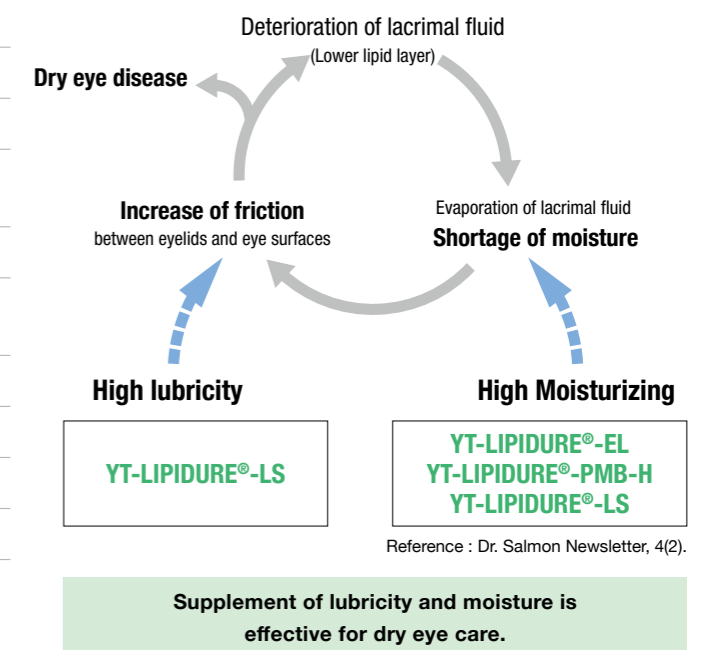 Deterioration of lacrimal fluid
(Lower lipid layer)
Dry eye disease
Increase of friction
between eyelids and eye surfaces
Evaporation of lacrimal fluid
Shortage of moisture
High lubricity
YT-LIPIDURE®-LS
High Moisturizing
YT-LIPIDURE®-EL
YT-LIPIDURE®-PMB-H
YT-LIPIDURE®-LS
Reference : Dr. Salmon Newsletter, 4(2).
Supplement of lubricity and moisture is
effective for dry eye care.